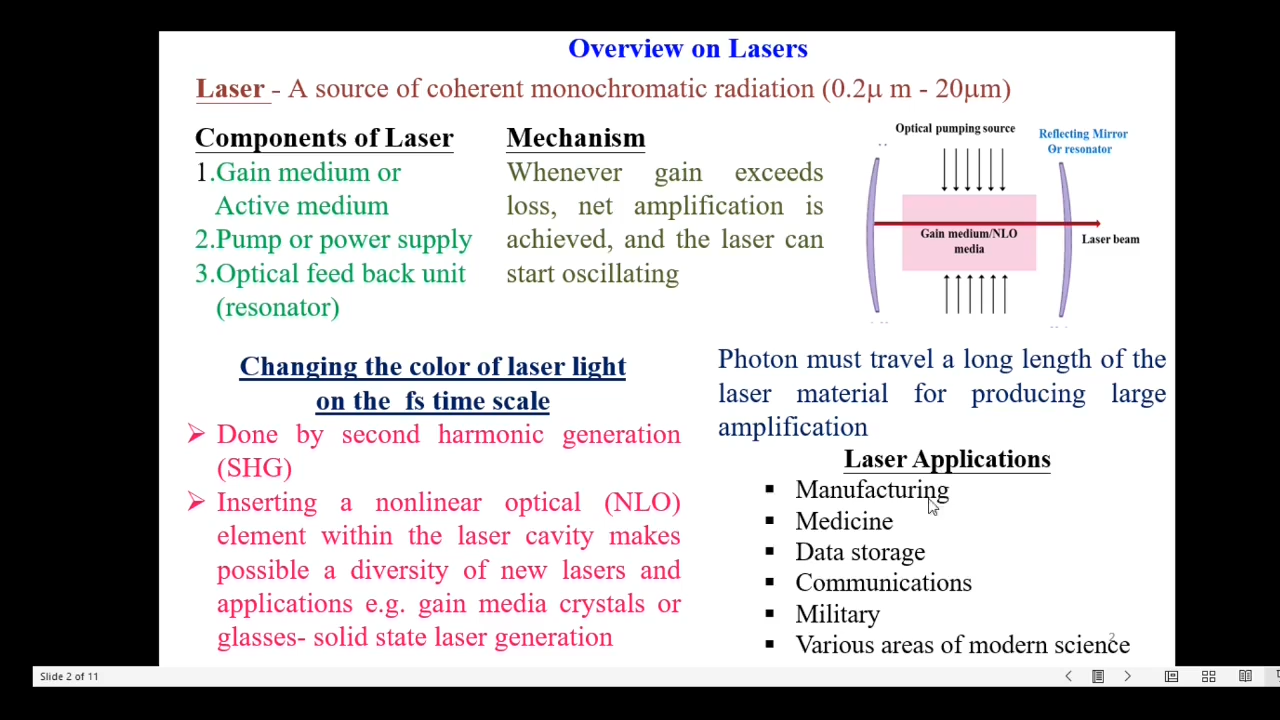 Overview on Lasers
Laser - A source of coherent monochromatic radiation (0.2μ m - 20μm)
Components of Laser
1.Gain medium or
Active medium
2.Pump or power supply
3.Optical feed back unit
(resonator)
Mechanism
Whenever gain exceeds
loss, net amplification is
achieved, and the laser can
start oscillating
Optical pumping source
Reflecting Mirror
Or resonator
Gain medium/NLO
media
Laser beam
Changing the color of laser light
on the fs time scale
➢ Done by second harmonic generation
(SHG)
➢ Inserting a nonlinear optical (NLO)
element within the laser cavity makes
possible a diversity of new lasers and
applications e.g. gain media crystals or
glasses- solid state laser generation
Photon must travel a long length of the
laser material for producing large
amplification
Laser Applications
▪ Manufacturing
▪ Medicine
▪ Data storage
▪ Communications
▪ Military
▪ Various areas of modern science
2
Slide 2 of 11